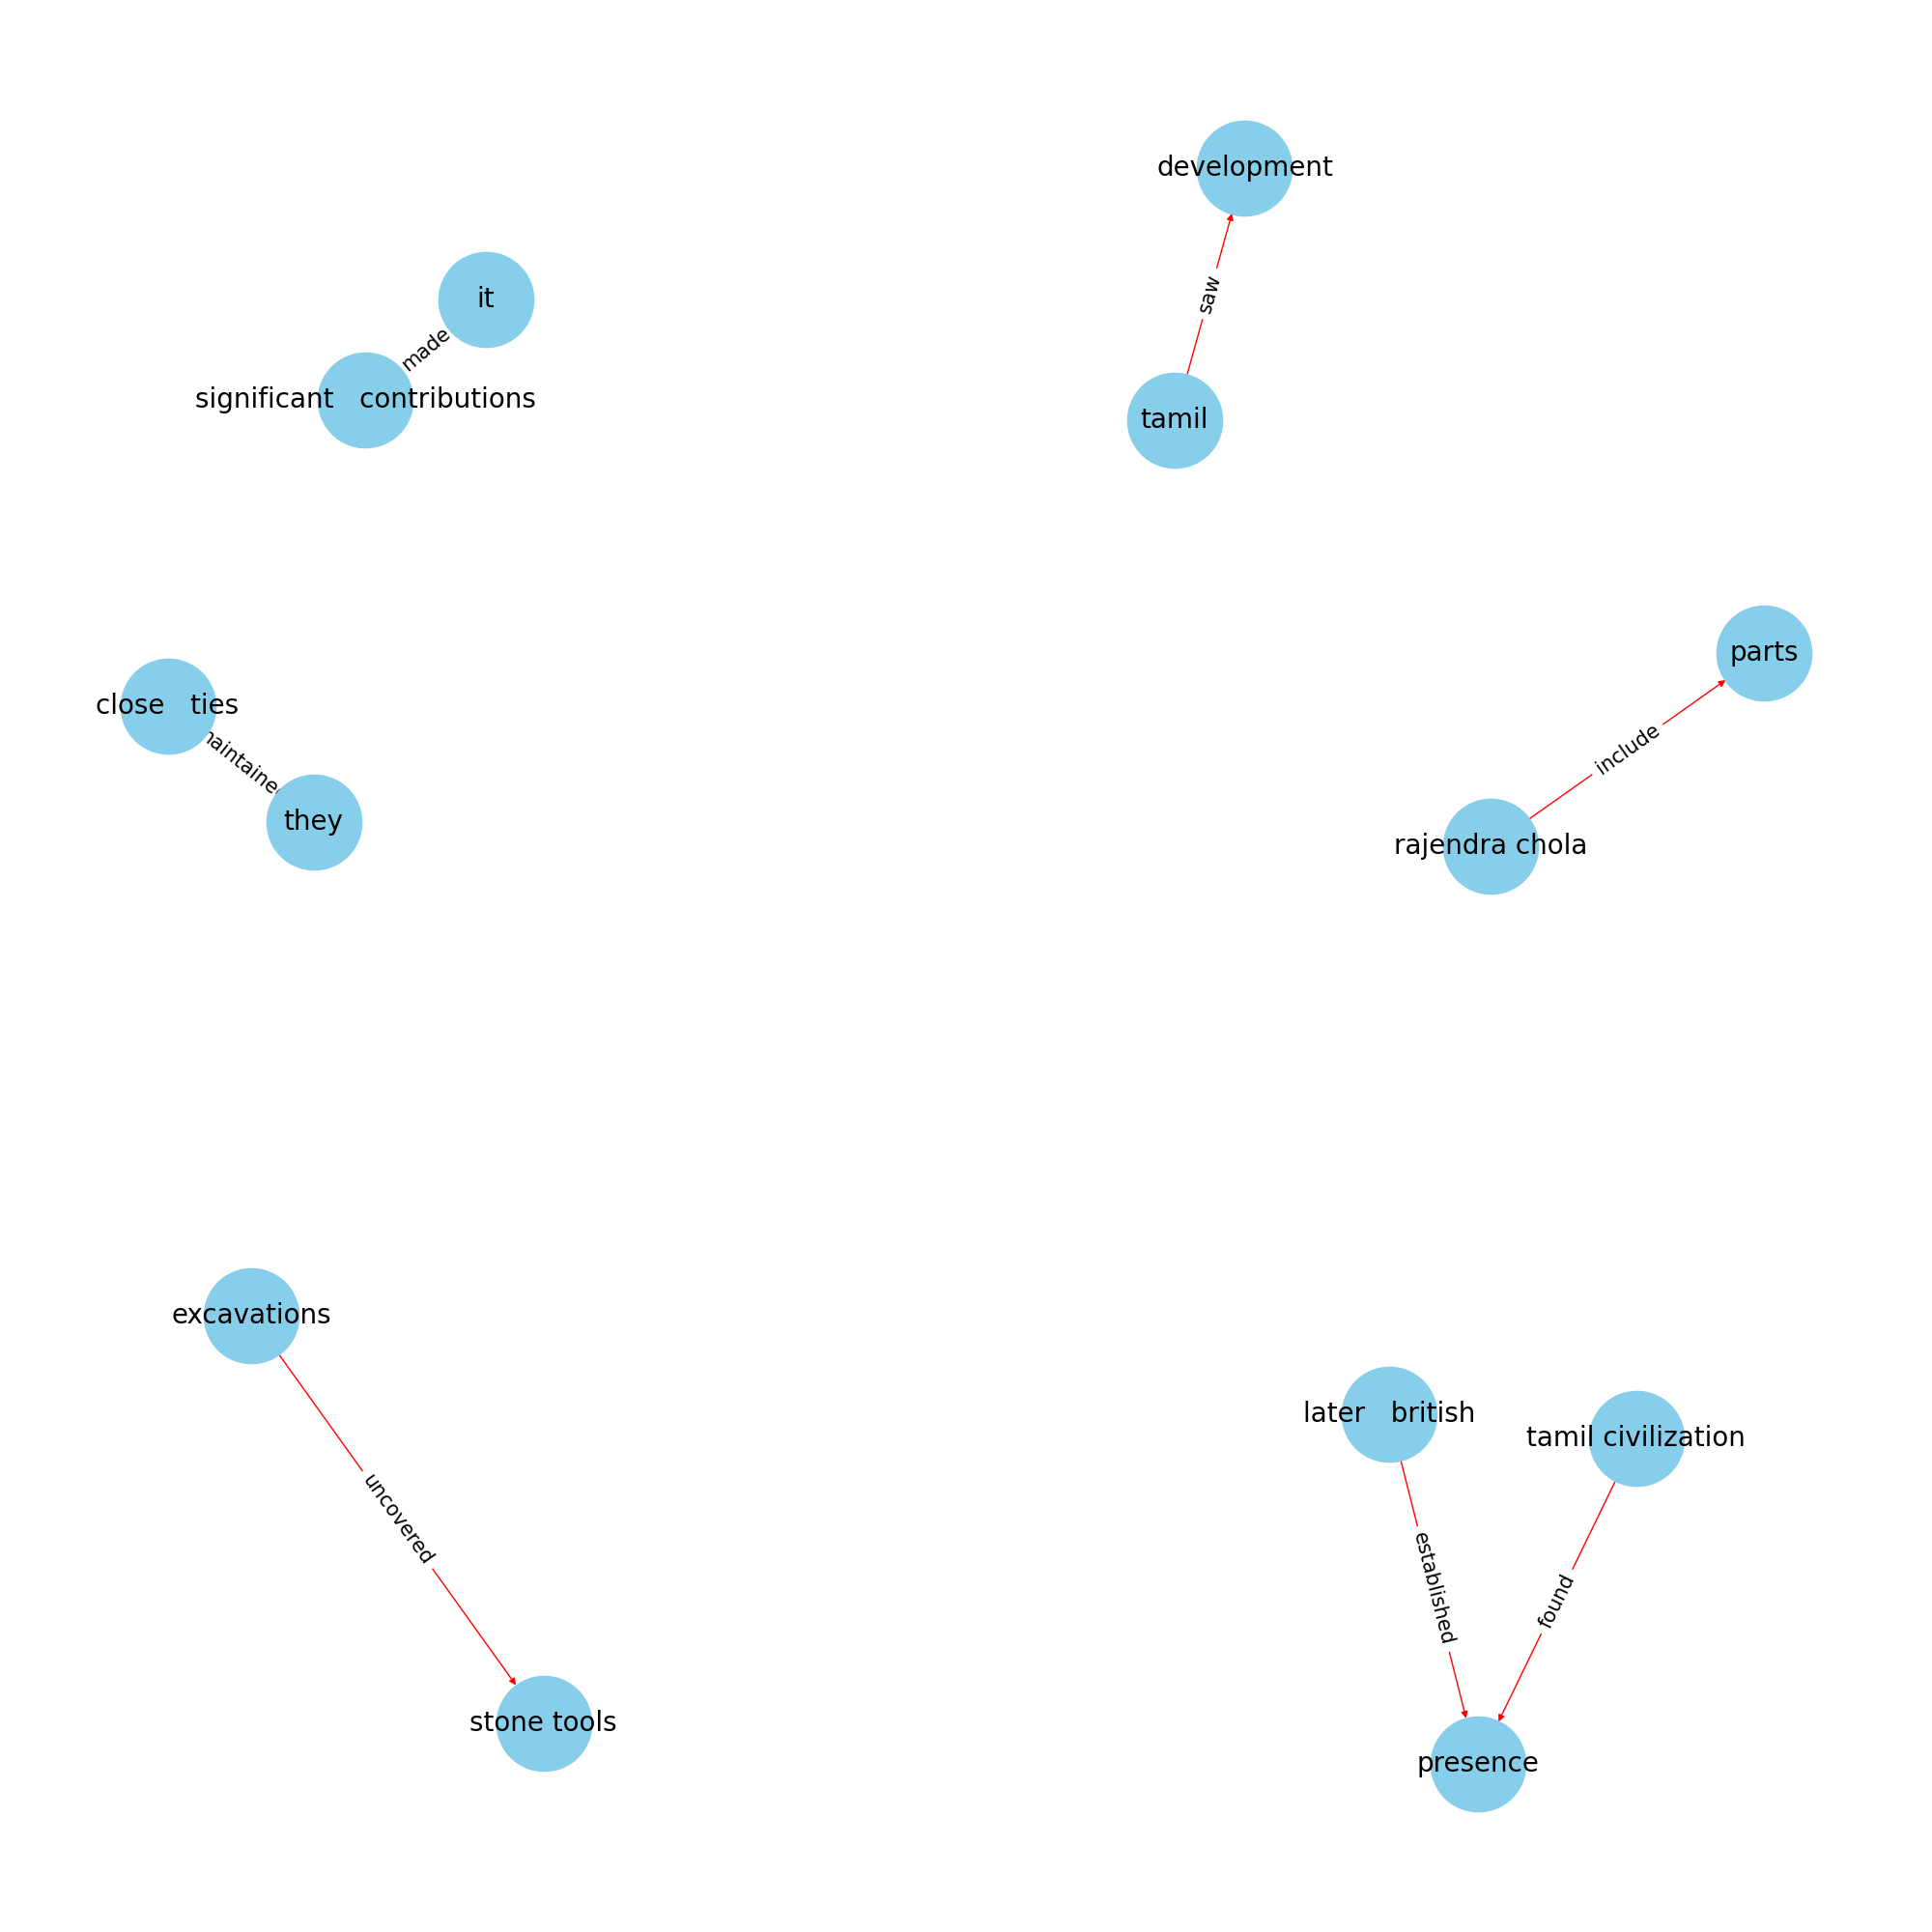 development
it
saw
made
significant   contributions
tamil
parts
close   ties
include
they
rajendra chola
excavations
later   british
tamil civilization
uncovered
established
found
stone tools
presence